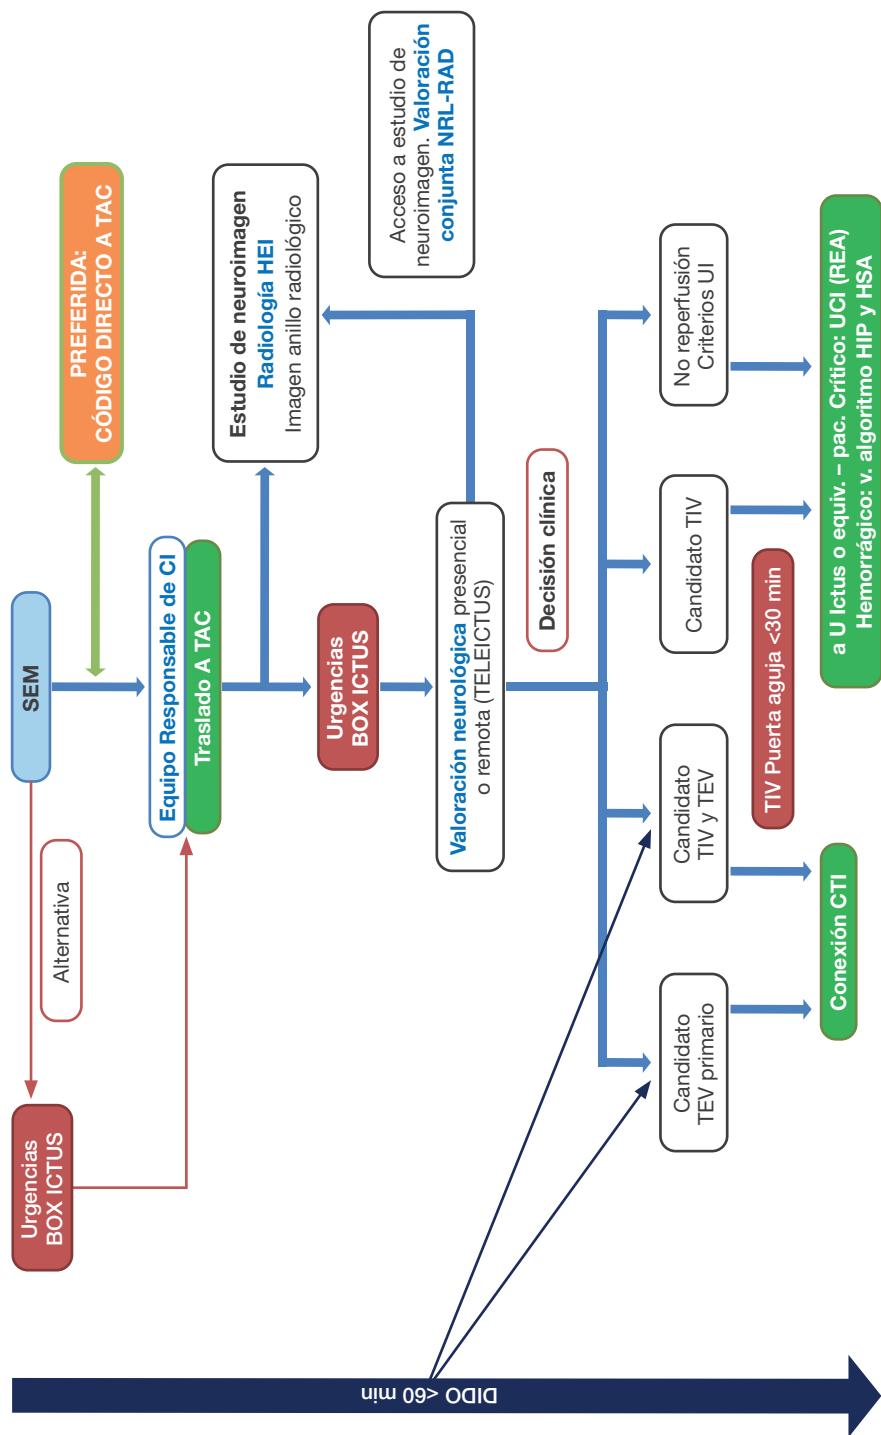 SEM
PREFERIDA:
CÓDIGO DIRECTO A TAC
Alternativa
Urgencias
BOX ICTUS
Equipo Responsable de CI
Traslado A TAC
Estudio de neuroimagen
Radiología HEI
Imagen anillo radiológico
Urgencias
BOX ICTUS
Acceso a estudio de
neuroimagen. Valoración
conjunta NRL-RAD
Valoración neurológica presencial
o remota (TELEICTUS)
Decisión clínica
Candidato
TEV primario
Candidato
TIV y TEV
Candidato TIV
No reperfusión
Criterios UI
TIV Puerta aguja <30 min
Conexión CTI
a U Ictus o equiv. – pac. Crítico: UCI (REA)
Hemorrágico: v. algoritmo HIP y HSA
DIDO <60 min